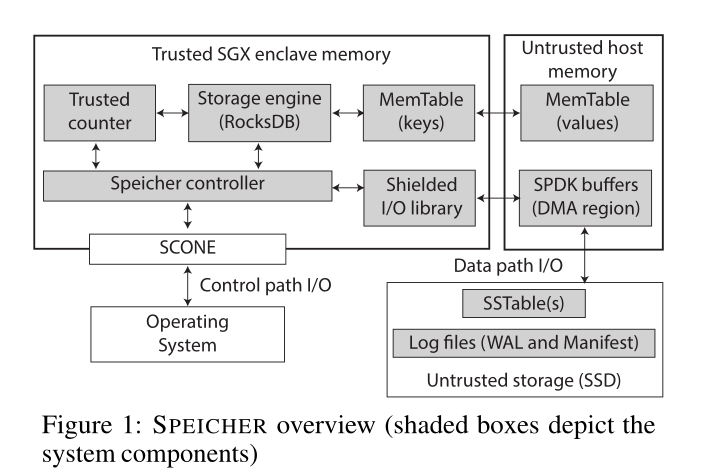 Trusted SGX enclave memory
Untrusted host
memory
Trusted
counter
Storage engine
(RocksDB)
MemTable
(keys)
MemTable
(values)
Speicher controller
Shielded
I/O library
SPDK buffers
(DMA region)
SCONE
Control path I/O
Data path I/O
Operating
System
SSTable(s)
Log files (WAL and Manifest)
Untrusted storage (SSD)
Figure 1: SPEICHER overview (shaded boxes depict the
system components)